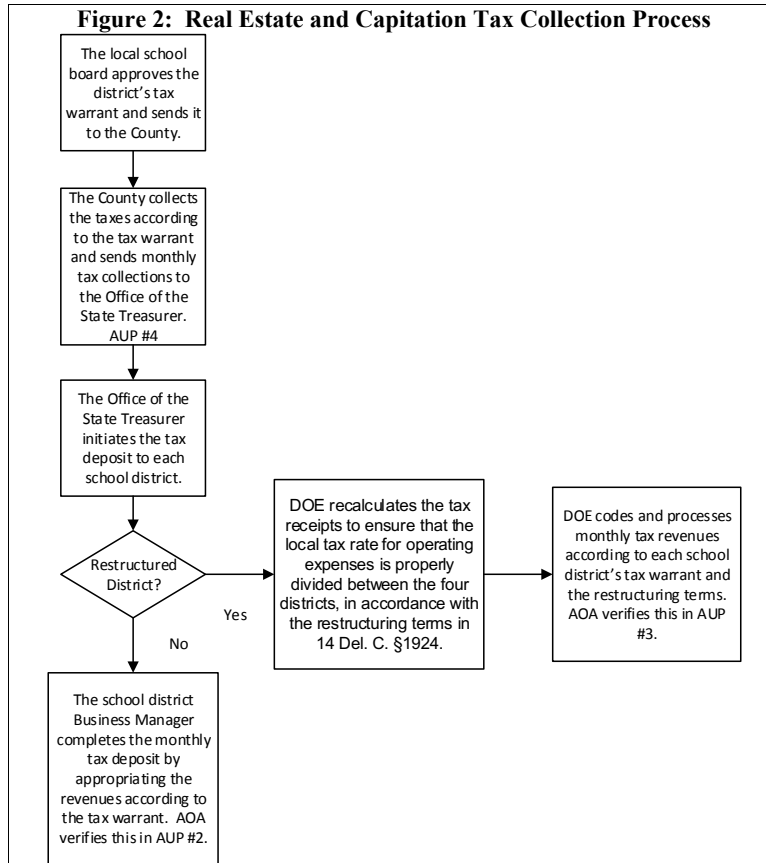 Figure 2: Real Estate and Capitation Tax Collection Process
The local school
board approves the
district's tax
warrant and sends it
to the County.
The County collects
the taxes according
to the tax warrant
and sends monthly
tax collections to
the Office of the
State Treasurer.
AUP #4
The Office of the
State Treasurer
initiates the tax
deposit to each
school district.
Restructured
District?
Yes
No
DOE recalculates the tax
receipts to ensure that the
local tax rate for operating
expenses is properly
divided between the four
districts, in accordance with
the restructuring terms in
14 Del. C. §1924.
DOE codes and processes
monthly tax revenues
according to each school
district's tax warrant and
the restructuring terms.
AOA verifies this in AUP
#3.
The school district
Business Manager
completes the monthly
tax deposit by
appropriating the
revenues according to
the tax warrant.  AOA
verifies this in AUP #2.